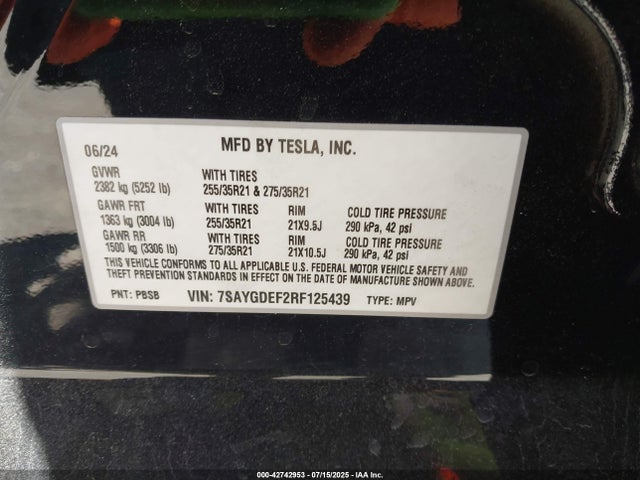 06/24 MFD BY TESLA, INC.
GVWR WITH TIRES
2382 kg (5252 lb) 255/35R21 & 275/35R21
GAWR FRT WITH TIRES RIM COLD TIRE PRESSURE
1363 kg (3004 lb) 255/35R21 21X9.5J 290 kPa, 42 psi
GAWR RR WITH TIRES RIM COLD TIRE PRESSURE
1500 kg (3306 lb) 275/35R21 21X10.5J 290 kPa, 42 psi
THIS VEHICLE CONFORMS TO ALL APPLICABLE U.S. FEDERAL MOTOR VEHICLE SAFETY AND
THEFT PREVENTION STANDARDS IN EFFECT ON THE DATE OF MANUFACTURE SHOWN ABOVE.
PNT: PBSB VIN: 7SAYGDEF2RF125439 TYPE: MPV
000-42742953 - 07/15/2025 - IAA Inc.